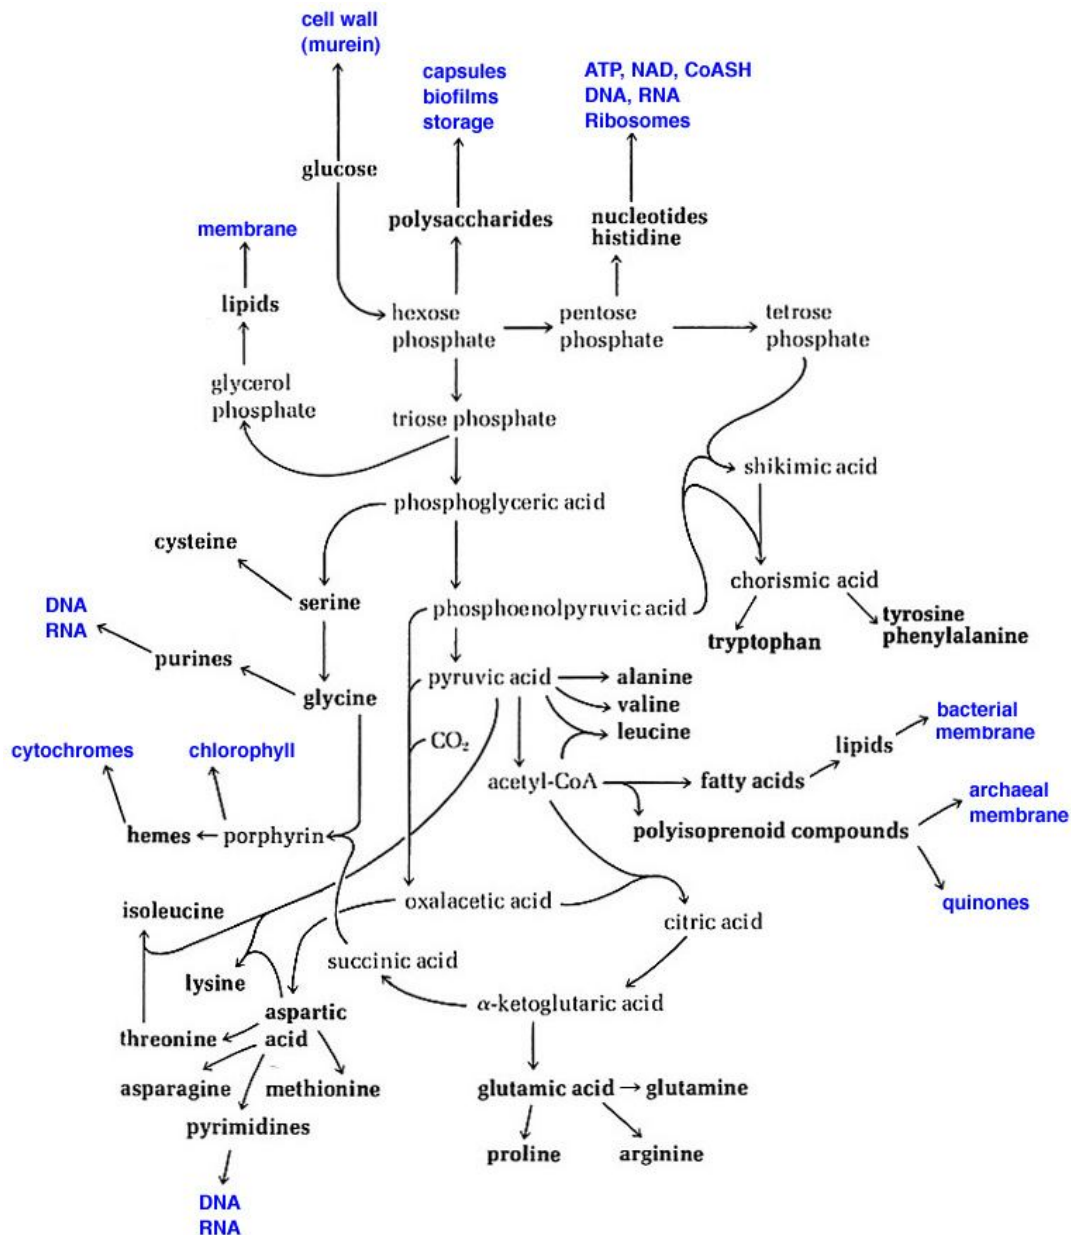 cell wall
(murein)
capsules
biofilms
storage
ATP, NAD, CoASH
DNA, RNA
Ribosomes
glucose
polysaccharides
nucleotides
histidine
membrane
lipids
hexose
phosphate
pentose
phosphate
tetrose
phosphate
glycerol
phosphate
triose phosphate
shikimic acid
phosphoglyceric acid
cysteine
chorismic acid
serine
phosphoenolpyruvic acid
DNA
RNA
tyrosine
phenylalanine
tryptophan
purines
pyruvic acid
alanine
glycine
valine
leucine
bacterial
membrane
cytochromes
chlorophyll
CO₂
lipids
acetyl-CoA
fatty acids
archaeal
membrane
hemes
porphyrin
polyisoprenoid compounds
isoleucine
oxalacetic acid
quinones
citric acid
succinic acid
lysine
α-ketoglutaric acid
aspartic
acid
threonine
asparagine
methionine
glutamic acid
glutamine
pyrimidines
proline
arginine
DNA
RNA